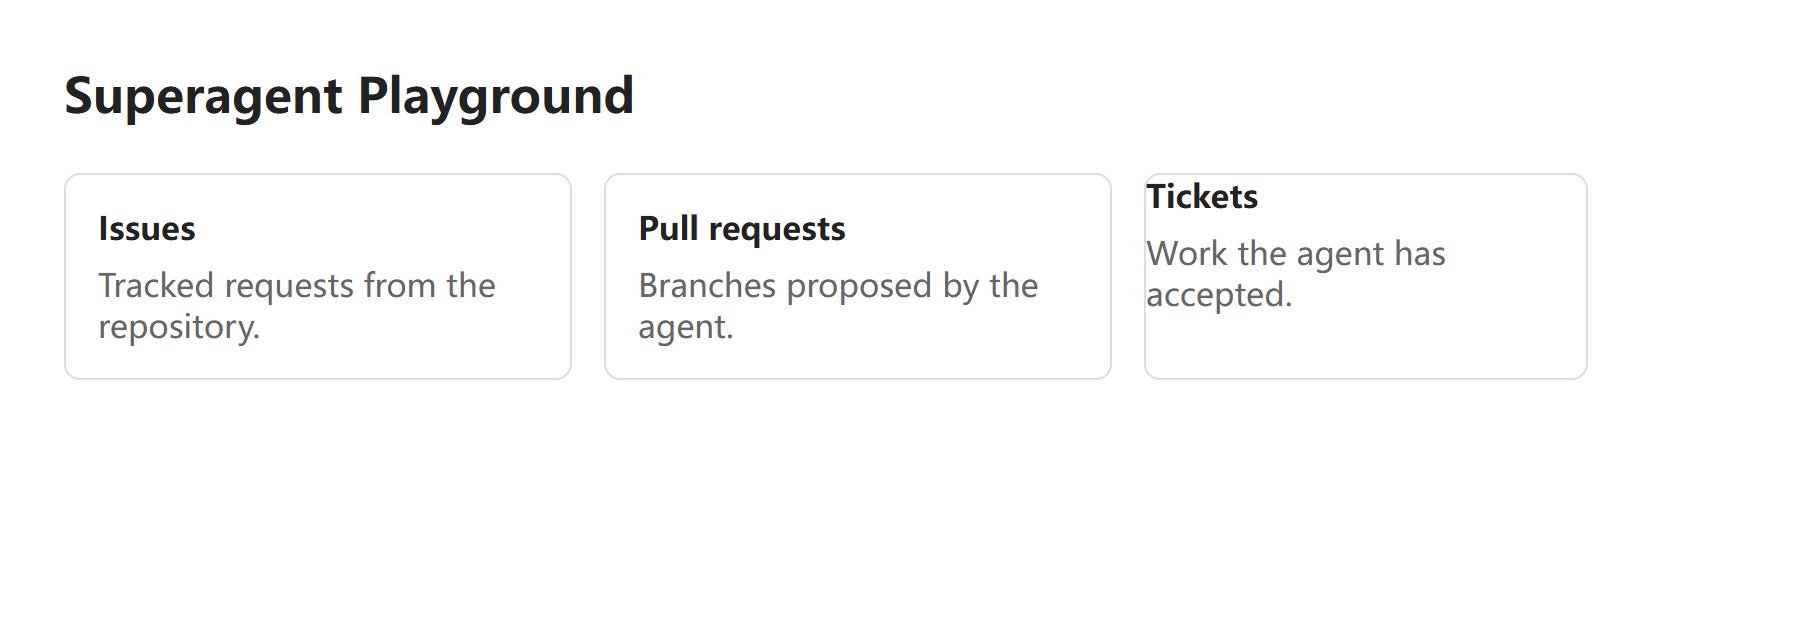 Superagent Playground
Issues
Tracked requests from the
repository.
Pull requests
Branches proposed by the
agent.
Tickets
Work the agent has
accepted.